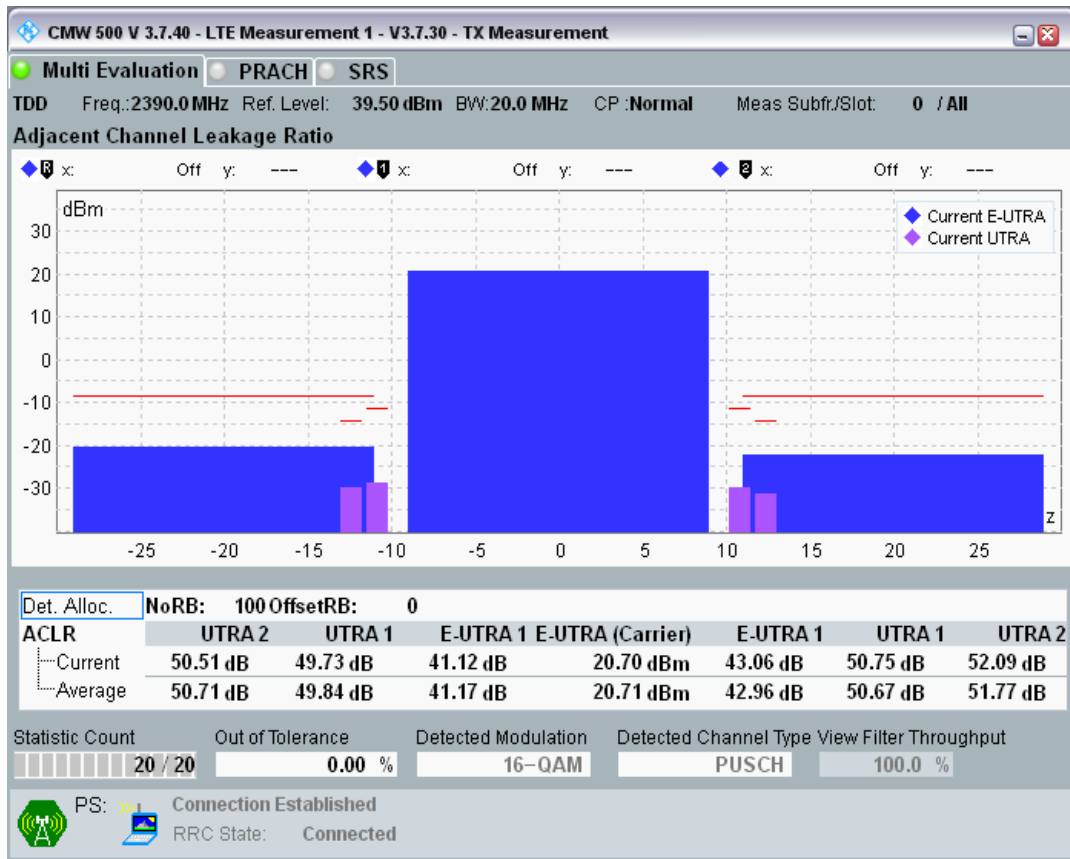 CMW 500 V 3.7.40 - LTE Measurement 1 - V3.7.30 - TX Measurement
Multi Evaluation PRACH SRS
TDD Freq.:2390.0 MHz Ref. Level: 39.50 dBm BW:20.0 MHz CP :Normal Meas Subfr./Slot: 0 / All
Adjacent Channel Leakage Ratio
R x: Off y: --- 1 x: Off y: --- 2 x: Off y: ---
dBm
Current E-UTRA
Current UTRA
30
20
10
0
-10
-20
-30
z
-25 -20 -15 -10 -5 0 5 10 15 20 25
Det. Alloc. NoRB: 100 OffsetRB: 0
ACLR UTRA 2 UTRA 1 E-UTRA 1 E-UTRA (Carrier) E-UTRA 1 UTRA 1 UTRA 2
Current 50.51 dB 49.73 dB 41.12 dB 20.70 dBm 43.06 dB 50.75 dB 52.09 dB
Average 50.71 dB 49.84 dB 41.17 dB 20.71 dBm 42.96 dB 50.67 dB 51.77 dB
Statistic Count Out of Tolerance Detected Modulation Detected Channel Type View Filter Throughput
20 / 20 0.00 % 16-QAM PUSCH 100.0 %
PS: Connection Established
RRC State: Connected